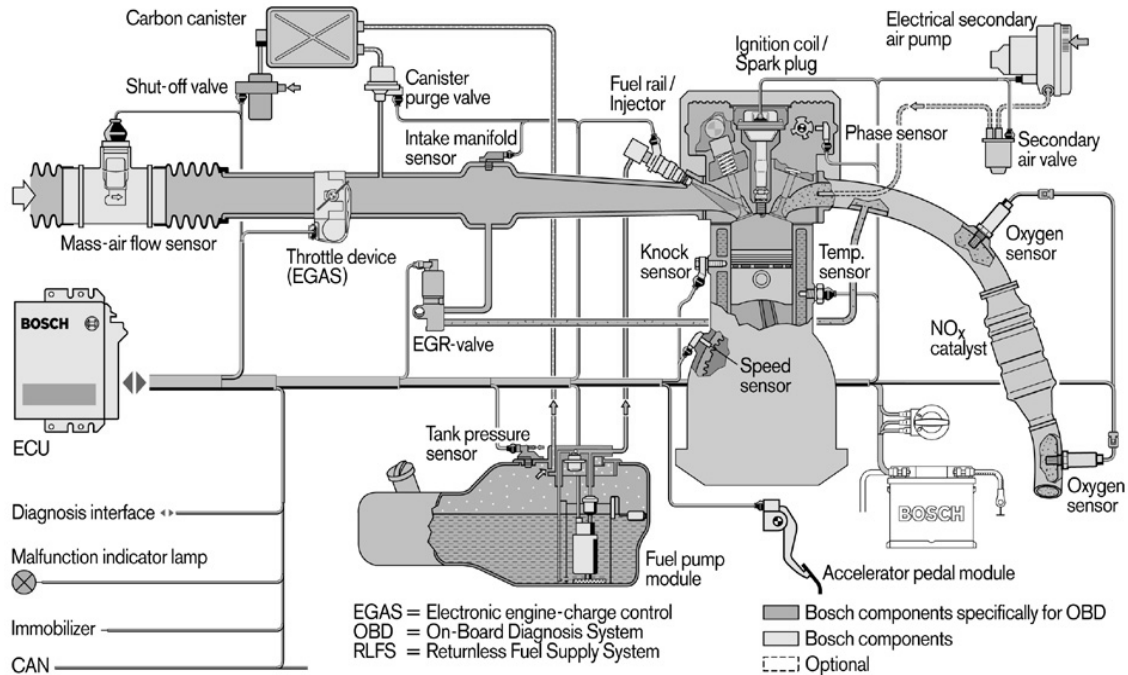 Carbon canister
Shut-off valve
Canister
purge valve
Intake manifold
sensor
Fuel rail /
Injector
Ignition coil /
Spark plug
Electrical secondary
air pump
Phase sensor
Secondary
air valve
Mass-air flow sensor
Throttle device
(EGAS)
Knock
sensor
Temp.
sensor
Oxygen
sensor
BOSCH
EGR-valve
NOx
catalyst
Speed
sensor
ECU
Tank pressure
sensor
Oxygen
sensor
BOSCH
Diagnosis interface
Malfunction indicator lamp
Fuel pump
module
Accelerator pedal module
Immobilizer
CAN
EGAS = Electronic engine-charge control
OBD = On-Board Diagnosis System
RLFS = Returnless Fuel Supply System
Bosch components specifically for OBD
Bosch components
Optional